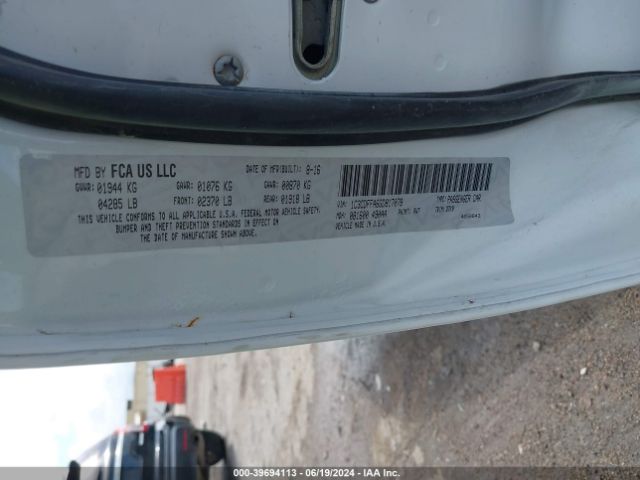 MFD BY FCA US LLC
DATE OF MFR(BUILT): 8-16
GVWR: 01944 KG
GAWR: 01076 KG
GAWR: 00870 KG
04285 LB
FRONT: 02370 LB
REAR: 01918 LB
THIS VEHICLE CONFORMS TO ALL APPLICABLE U.S.A. FEDERAL MOTOR VEHICLE SAFETY,
BUMPER AND THEFT PREVENTION STANDARDS IN EFFECT ON
THE DATE OF MANUFACTURE SHOWN ABOVE.
TYPE: PASSENGER CAR
VEHICLE MADE IN U.S.A.
000-39694113 - 06/19/2024 - IAA Inc.